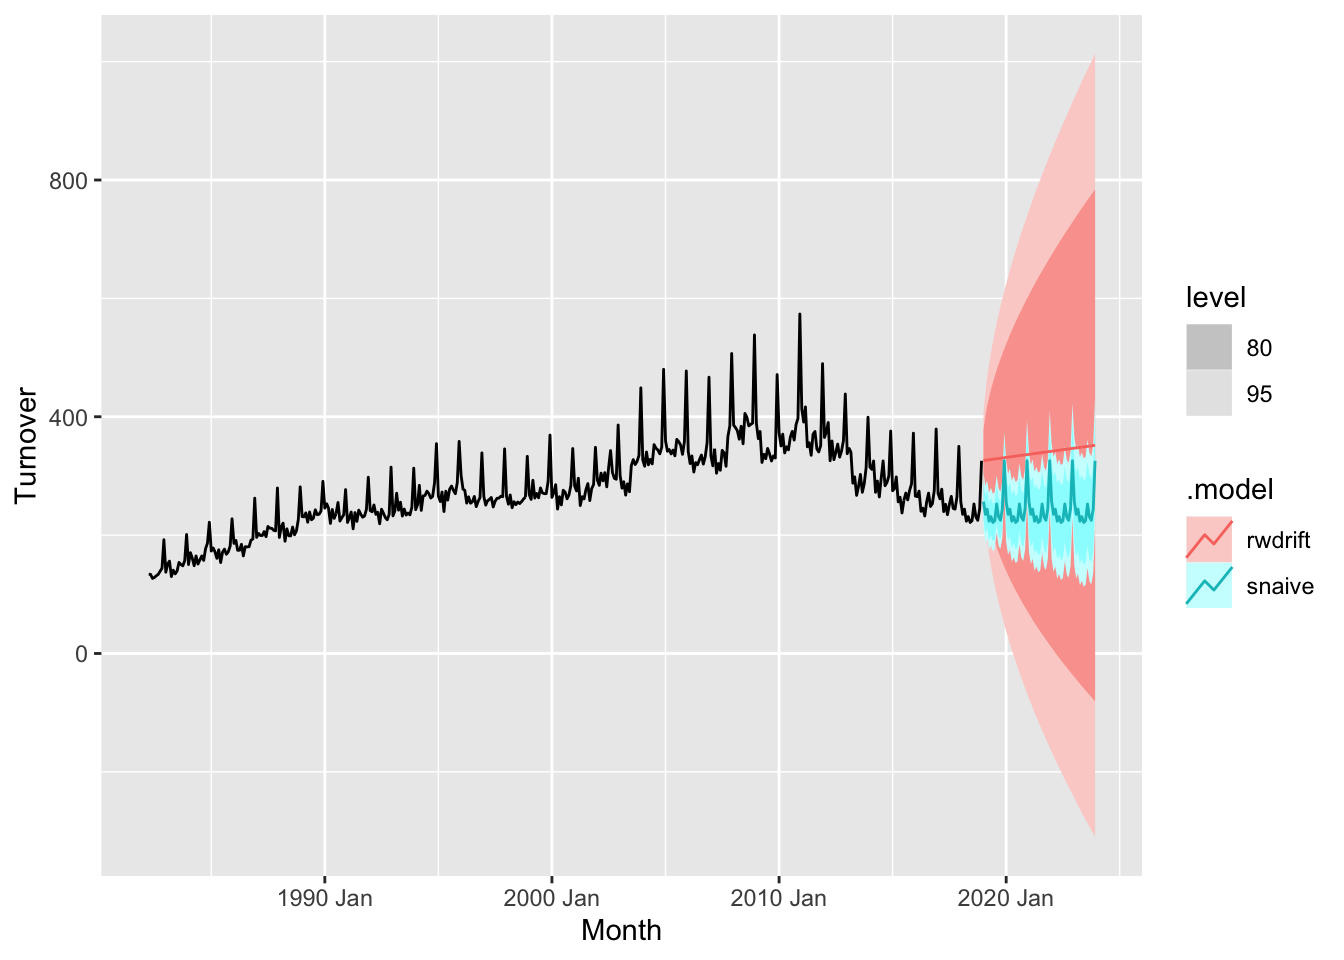 Turnover
800
400
0
1990 Jan
2000 Jan
2010 Jan
2020 Jan
Month
level
80
95
.model
rwdrift
snaive